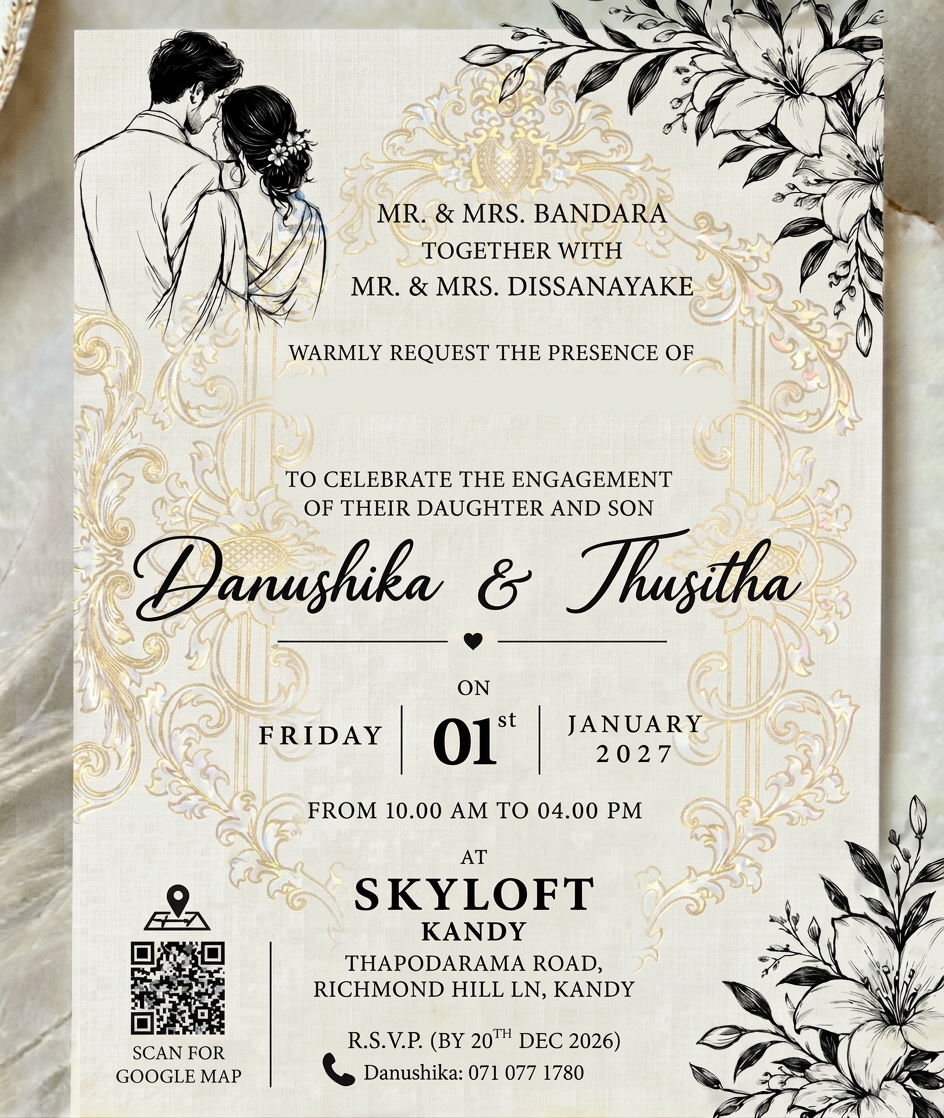 MR. & MRS. BANDARA
TOGETHER WITH
MR. & MRS. DISSANAYAKE
WARMLY REQUEST THE PRESENCE OF
TO CELEBRATE THE ENGAGEMENT
OF THEIR DAUGHTER AND SON
Danushika & Thusitha
ON
FRIDAY 01st JANUARY
2027
FROM 10.00 AM TO 04.00 PM
AT
SKYLOFT
KANDY
THAPODARAMA ROAD,
RICHMOND HILL LN, KANDY
R.S.V.P. (BY 20TH DEC 2026)
Danushika: 071 077 1780
SCAN FOR
GOOGLE MAP